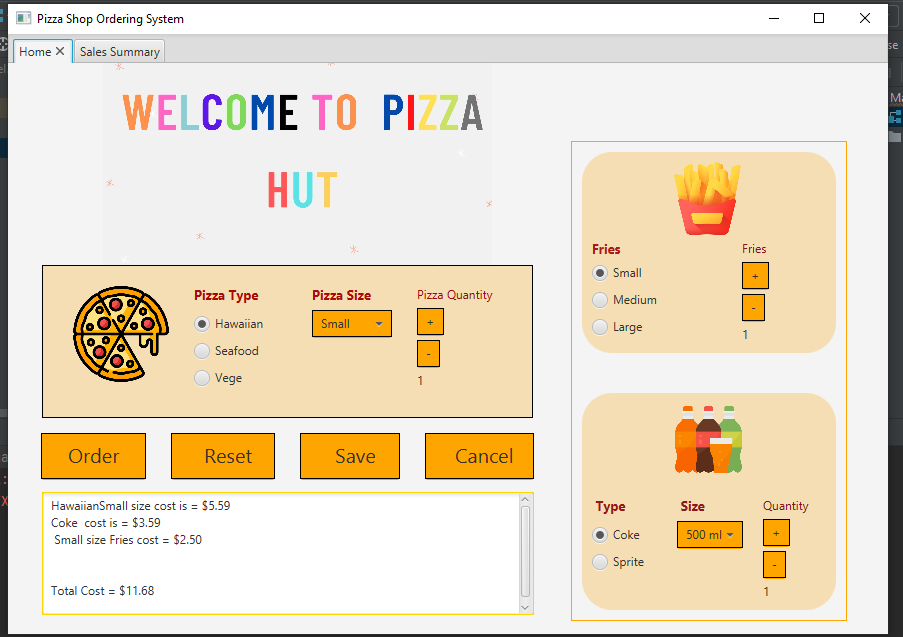 Pizza Shop Ordering System
Home Sales Summary
WELCOME TO PIZZA
HUT
Pizza Type
Hawaiian
Seafood
Vege
Pizza Size
Small
Pizza Quantity
+
-
1
Order Reset Save Cancel
HawaiianSmall size cost is = $5.59
Coke cost is = $3.59
Small size Fries cost = $2.50
Total Cost = $11.68
Fries
Small
Medium
Large
Fries
+
-
1
Type
Coke
Sprite
Size
500 ml
Quantity
+
-
1